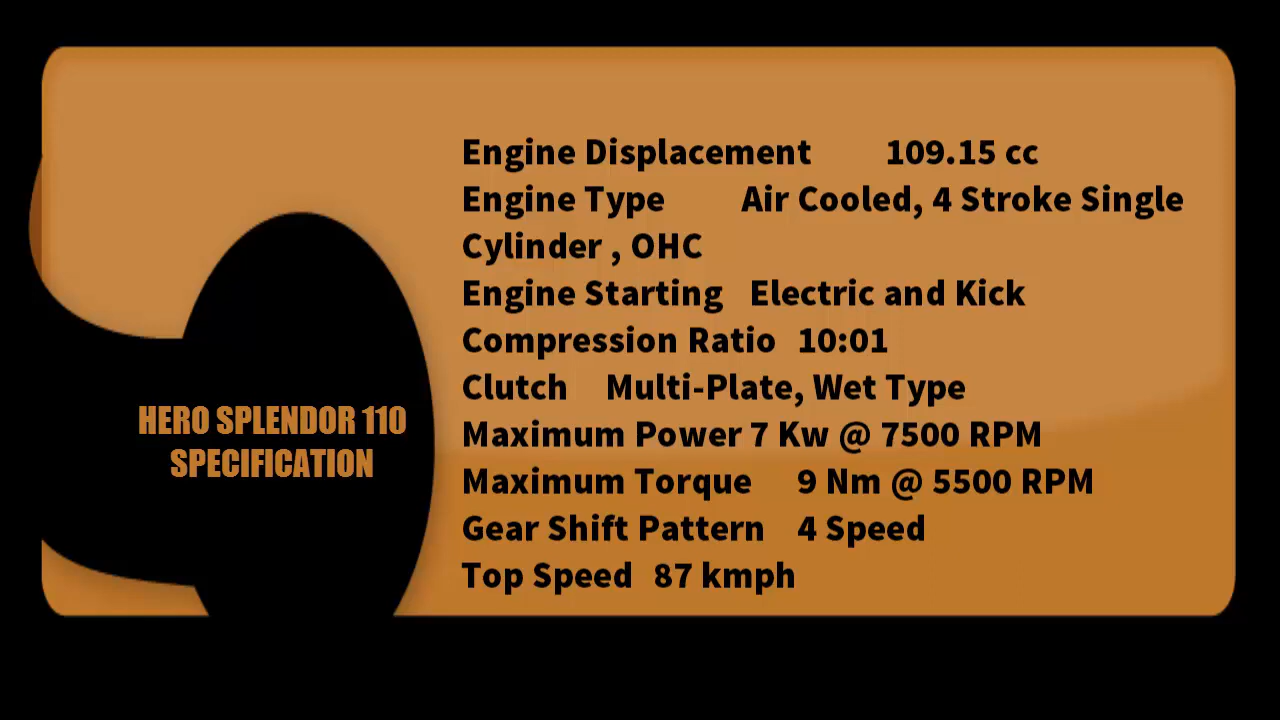 HERO SPLENDOR 110
SPECIFICATION
Engine Displacement 109.15 cc
Engine Type Air Cooled, 4 Stroke Single
Cylinder , OHC
Engine Starting Electric and Kick
Compression Ratio 10:01
Clutch Multi-Plate, Wet Type
Maximum Power 7 Kw @ 7500 RPM
Maximum Torque 9 Nm @ 5500 RPM
Gear Shift Pattern 4 Speed
Top Speed 87 kmph